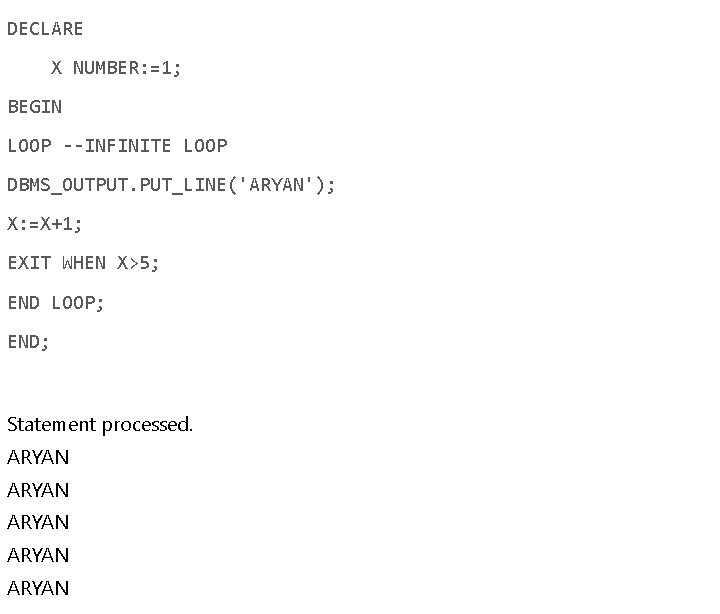 DECLARE
X NUMBER:=1;
BEGIN
LOOP --INFINITE LOOP
DBMS_OUTPUT.PUT_LINE('ARYAN');
X:=X+1;
EXIT WHEN X>5;
END LOOP;
END;
Statement processed.
ARYAN
ARYAN
ARYAN
ARYAN
ARYAN